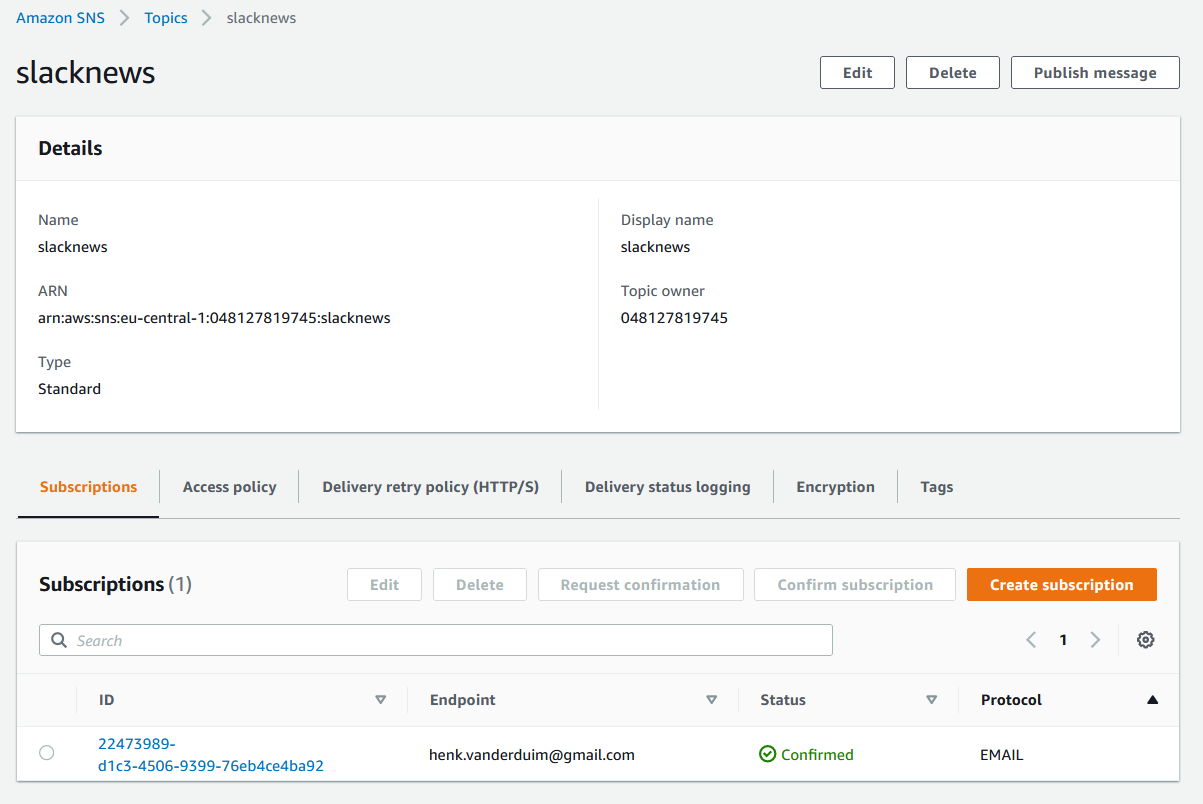 Amazon SNS > Topics > slacknews
slacknews
Edit Delete Publish message
Details
Name
slacknews
Display name
slacknews
ARN
arn:aws:sns:eu-central-1:048127819745:slacknews
Topic owner
048127819745
Type
Standard
Subscriptions Access policy Delivery retry policy (HTTP/S) Delivery status logging Encryption Tags
Subscriptions (1)
Edit Delete Request confirmation Confirm subscription Create subscription
Search
1
ID Endpoint Status Protocol
22473989-
d1c3-4506-9399-76eb4ce4ba92
henk.vanderduim@gmail.com Confirmed EMAIL